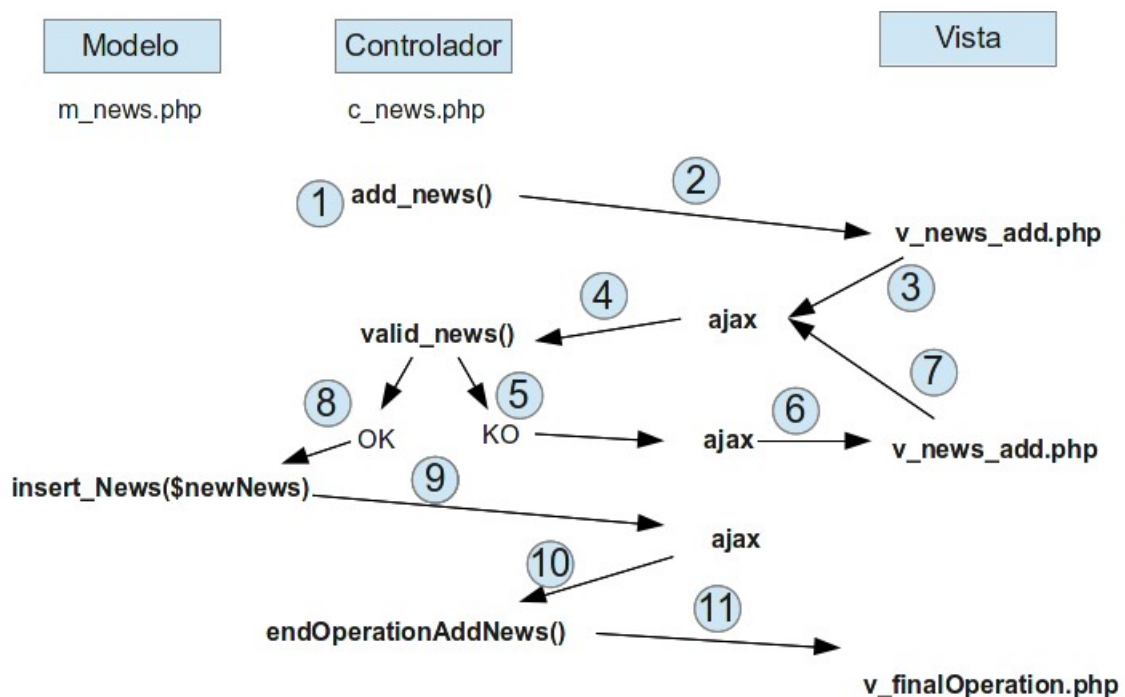 Modelo
Controlador
Vista
m_news.php
c_news.php
1
add_news()
2
v_news_add.php
3
ajax
4
valid_news()
7
8
5
6
OK
KO
ajax
v_news_add.php
insert_News($newNews)
9
ajax
10
endOperationAddNews()
11
v_finalOperation.php